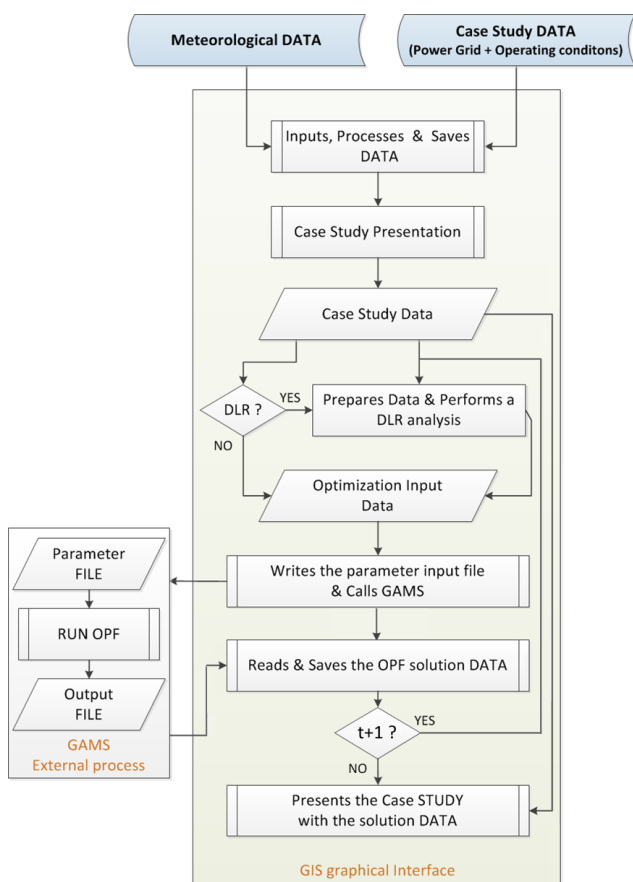 Meteorological DATA
Case Study DATA
(Power Grid + Operating conditons)
Inputs, Processes & Saves
DATA
Case Study Presentation
Case Study Data
DLR ?
YES
NO
Prepares Data & Performs a
DLR analysis
Optimization Input
Data
Parameter
FILE
Writes the parameter input file
& Calls GAMS
RUN OPF
Reads & Saves the OPF solution DATA
Output
FILE
t+1 ?
YES
NO
GAMS
External process
Presents the Case STUDY
with the solution DATA
GIS graphical Interface